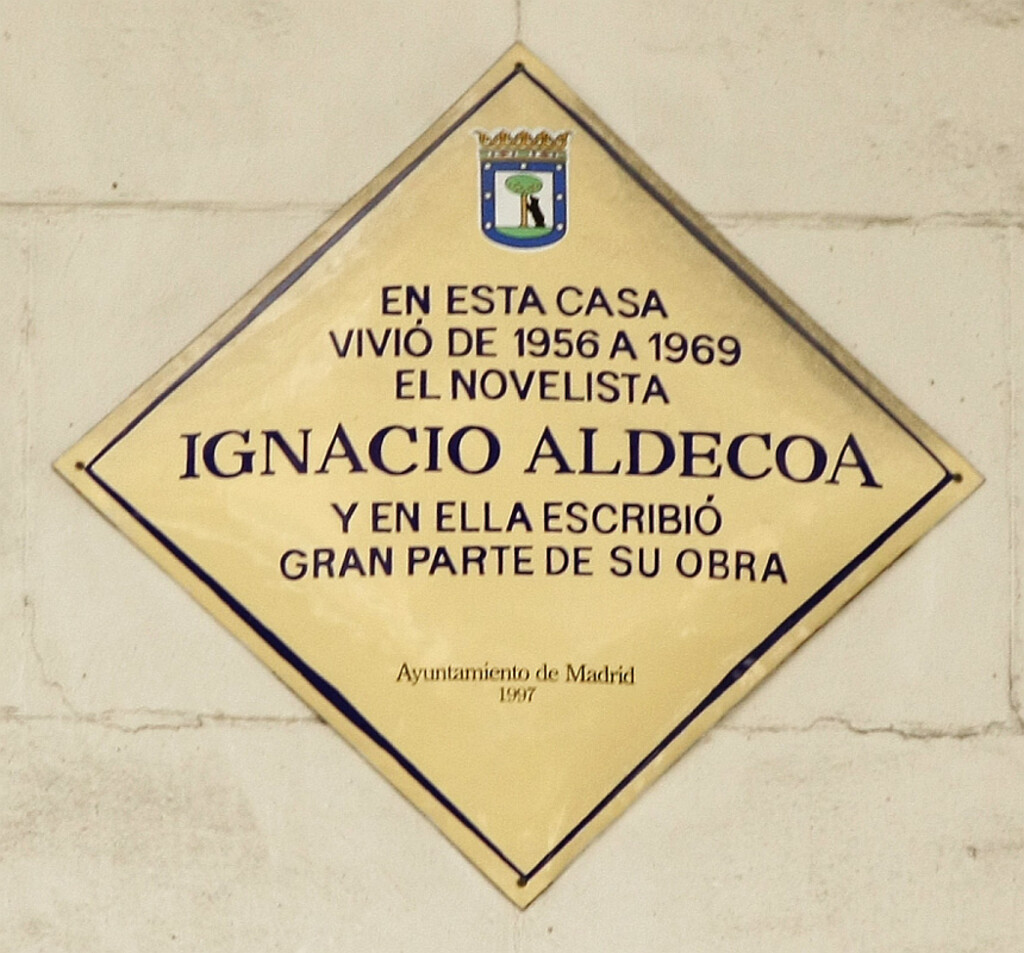 EN ESTA CASA
VIVIÓ DE 1956 A 1969
EL NOVELISTA
IGNACIO ALDECOA
Y EN ELLA ESCRIBIÓ
GRAN PARTE DE SU OBRA
Ayuntamiento de Madrid
1997